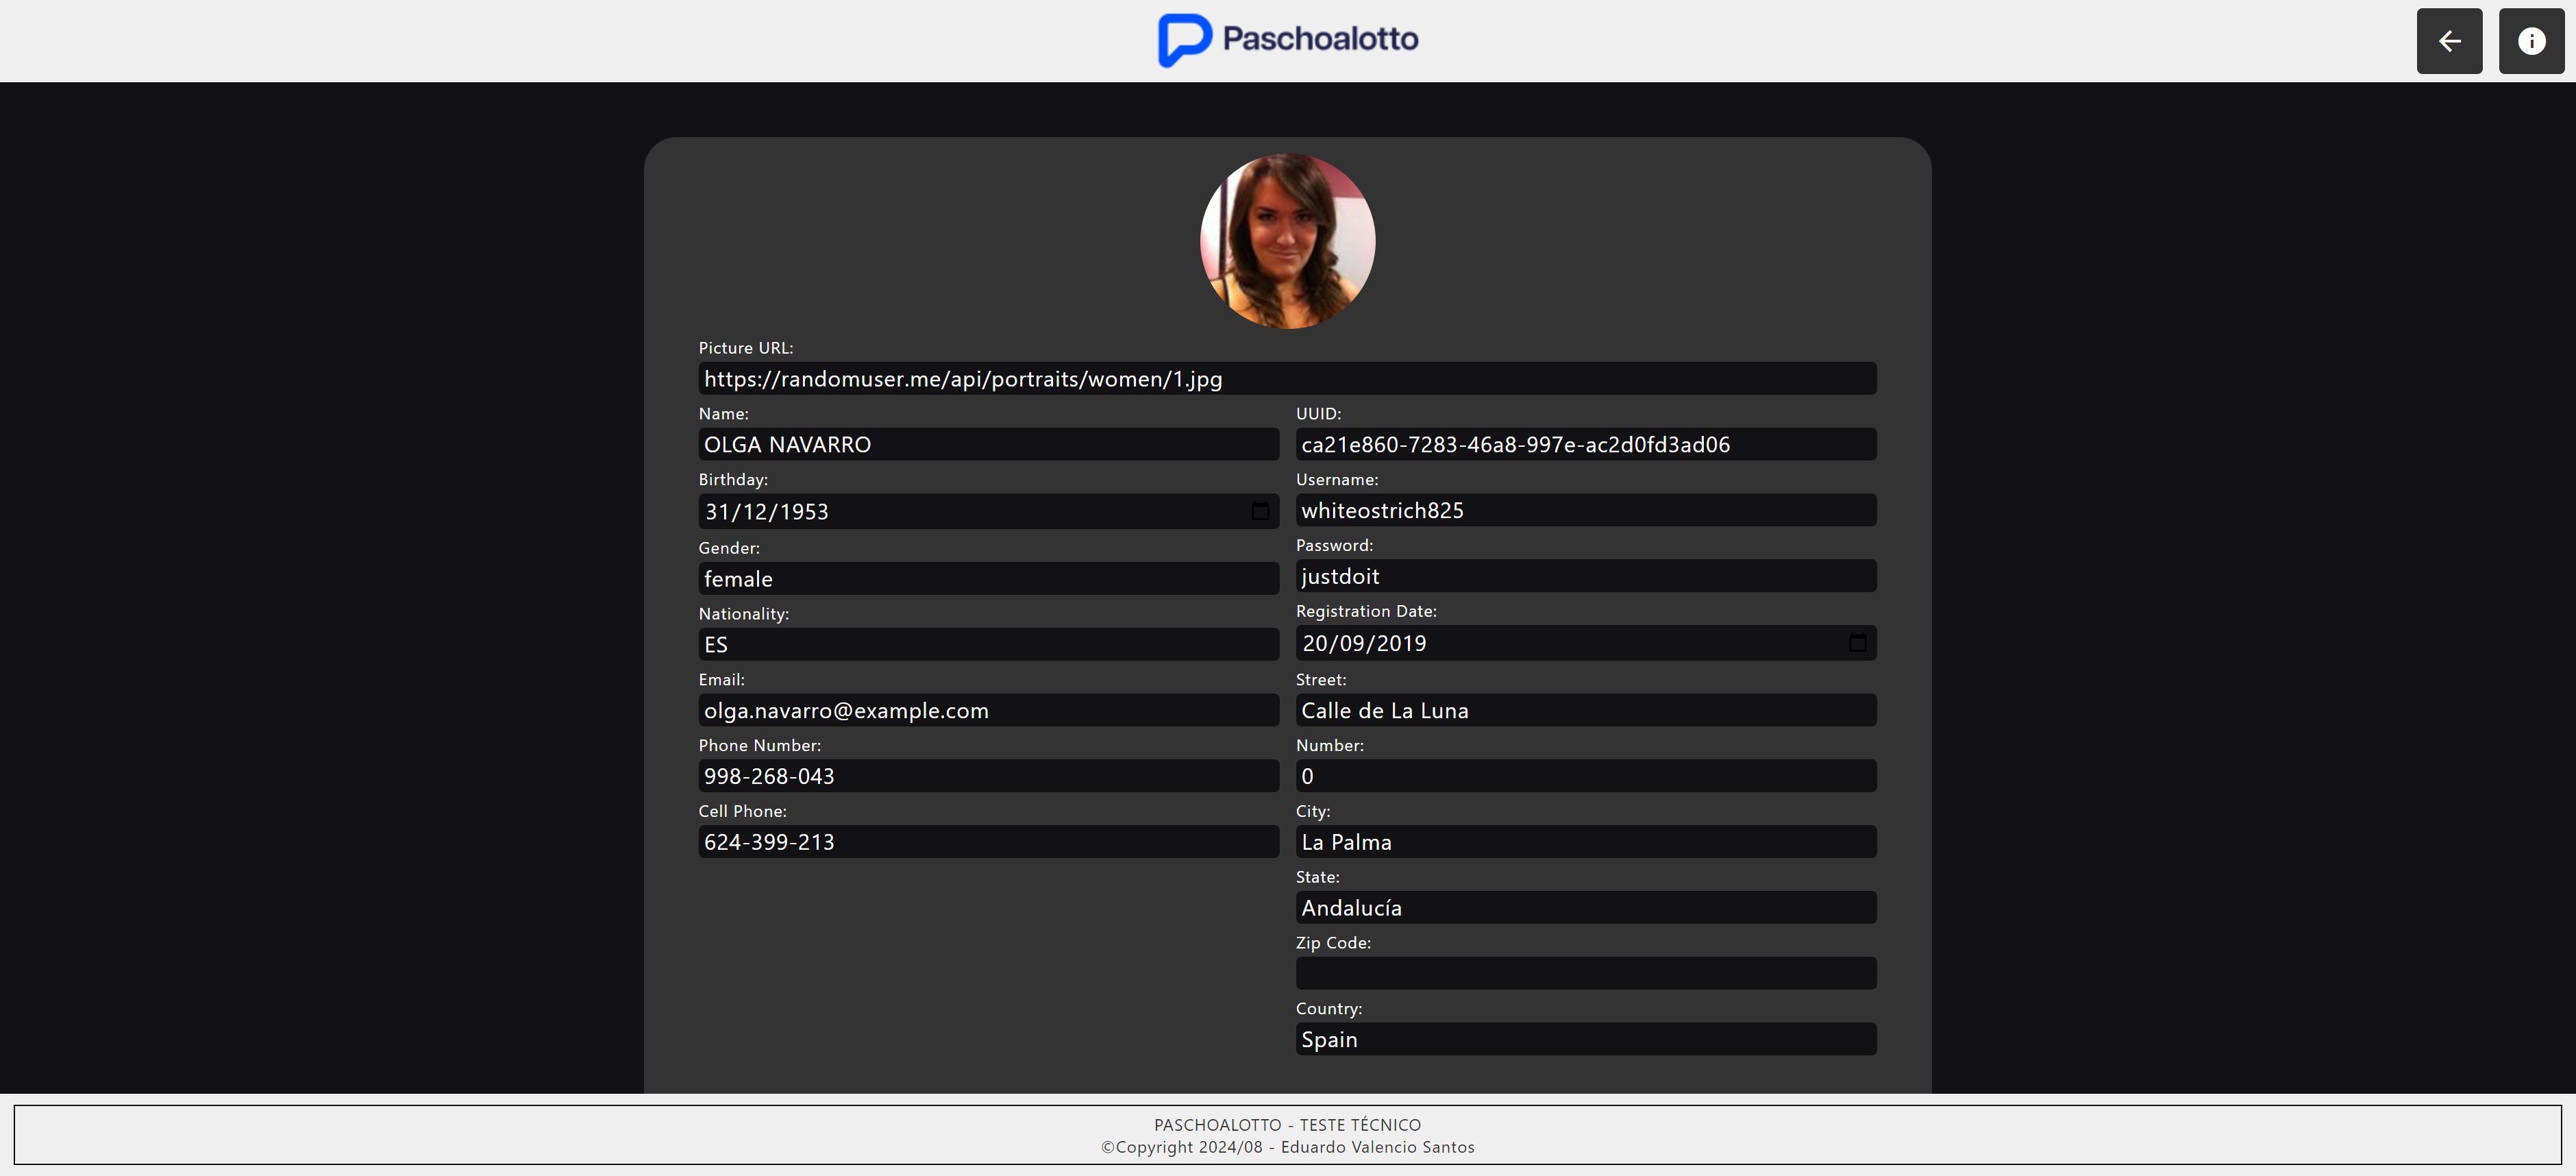 Paschoalotto
Picture URL:
https://randomuser.me/api/portraits/women/1.jpg
Name:
OLGA NAVARRO
Birthday:
31/12/1953
Gender:
female
Nationality:
ES
Email:
olga.navarro@example.com
Phone Number:
998-268-043
Cell Phone:
624-399-213
UUID:
ca21e860-7283-46a8-997e-ac2d0fd3ad06
Username:
whiteostrich825
Password:
justdoit
Registration Date:
20/09/2019
Street:
Calle de La Luna
Number:
0
City:
La Palma
State:
Andalucía
Zip Code:
Country:
Spain
PASCHOALOTTO - TESTE TÉCNICO
©Copyright 2024/08 - Eduardo Valencio Santos